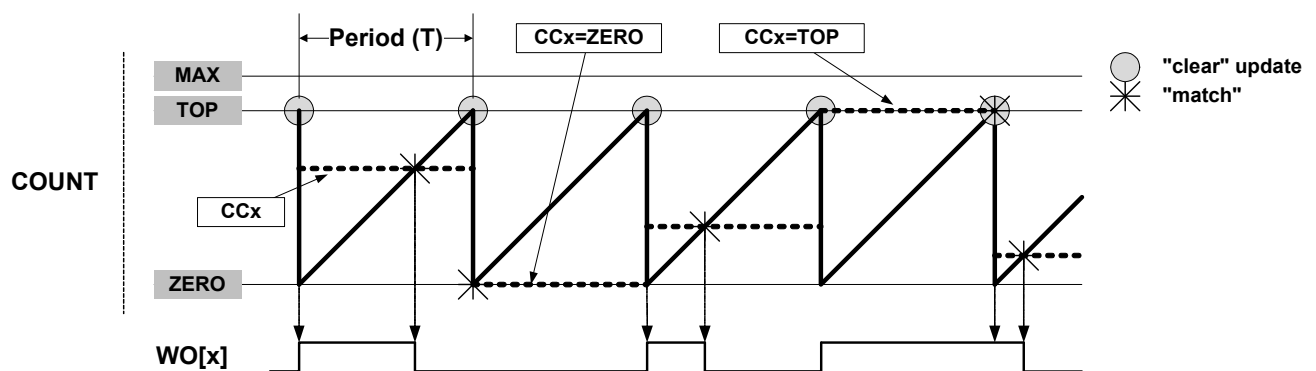 Period (T)
CCx=ZERO
CCx=TOP
"clear" update
"match"
MAX
TOP
COUNT
CCx
ZERO
WO[x]